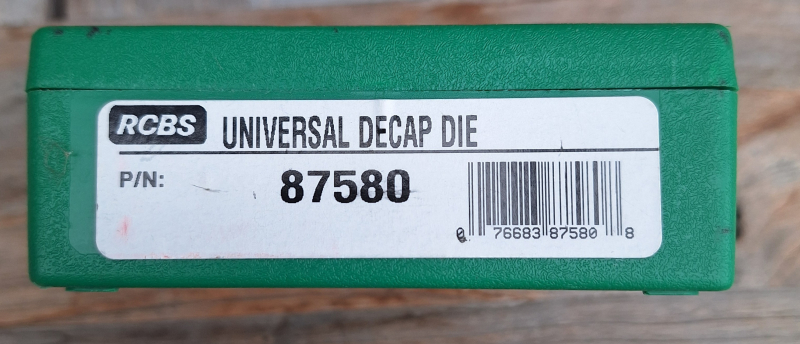 RCBS UNIVERSAL DECAP DIE
P/N: 87580
0 76683 87580 8